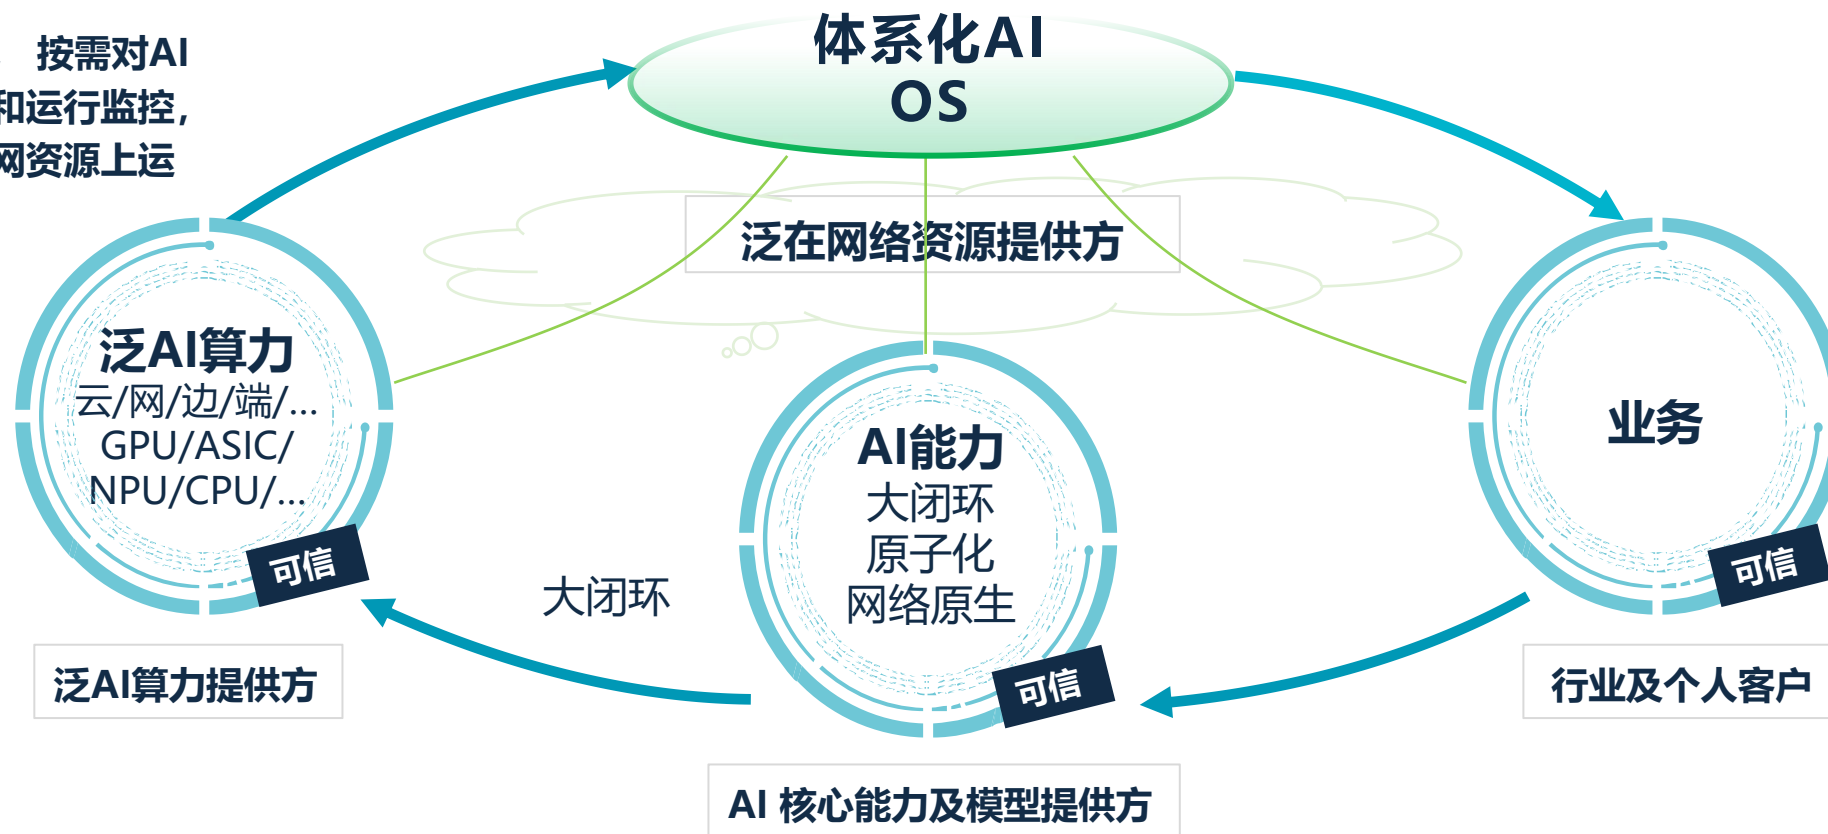 体系化AI
OS
按需对AI
和运行监控，
网资源上运
泛在网络资源提供方
泛AI算力
云/网/边/端/...
GPU/ASIC/
NPU/CPU/...
可信
泛AI算力提供方
大闭环
AI能力
大闭环
原子化
网络原生
可信
AI 核心能力及模型提供方
业务
可信
行业及个人客户